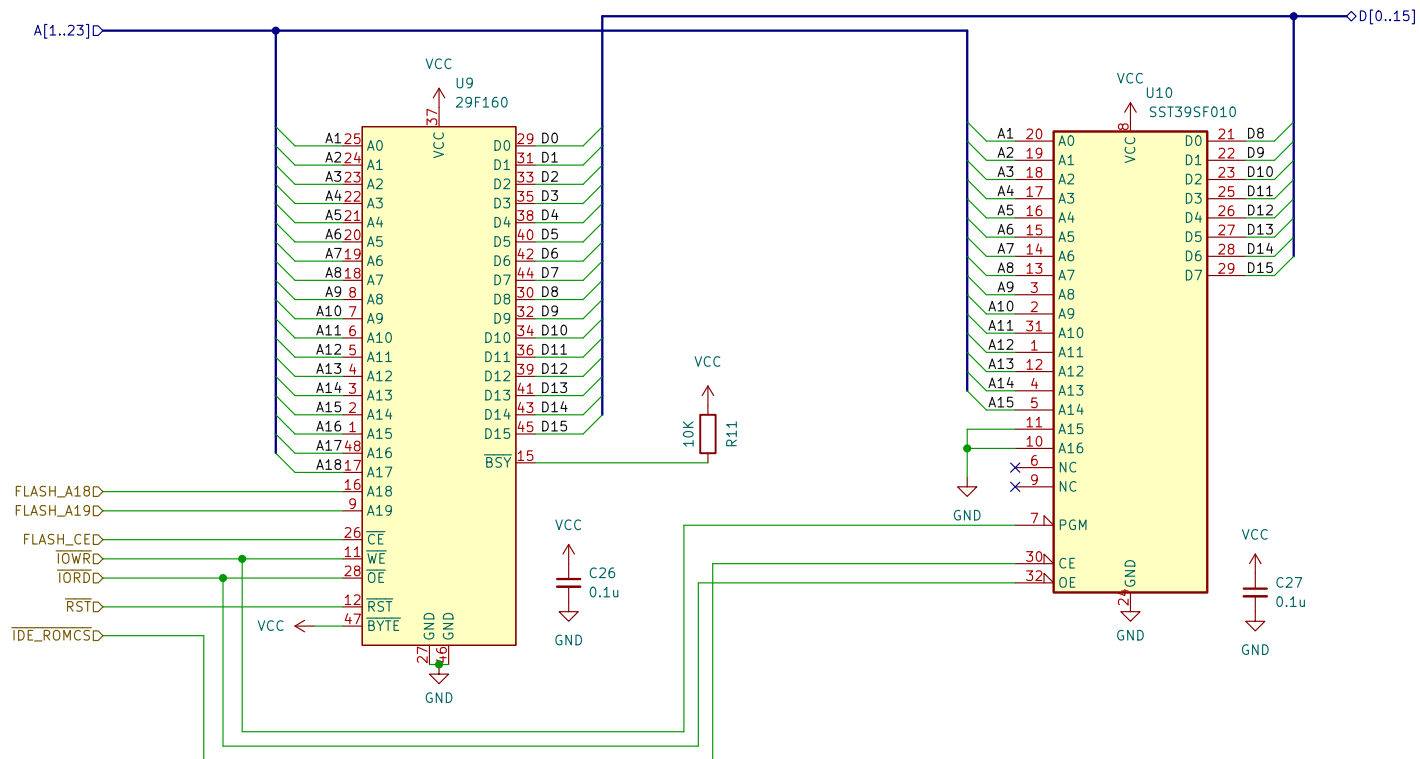 A[1..23]
D[0..15]
VCC
U9
29F160
37
VCC
A1 25 A0
A2 24 A1
A3 23 A2
A4 22 A3
A5 21 A4
A6 20 A5
A7 19 A6
A8 18 A7
A9 8 A8
A10 7 A9
A11 6 A10
A12 5 A11
A13 4 A12
A14 3 A13
A15 2 A14
A16 1 A15
A17 48 A16
A18 17 A17
FLASH_A18 16 A18
FLASH_A19 9 A19
FLASH_CE 26 CE
IOWR 11 WE
IORD 28 OE
RST 12 RST
VCC 47 BYTE
IDE_ROMCS
D0 29 D0
D1 31 D1
D2 33 D2
D3 35 D3
D4 38 D4
D5 40 D5
D6 42 D6
D7 44 D7
D8 30 D8
D9 32 D9
D10 34 D10
D11 36 D11
D12 39 D12
D13 41 D13
D14 43 D14
D15 45 D15
BSY 15
GND GND
27 46
GND
VCC
10K
R11
VCC
C26
0.1u
GND
VCC
U10
SST39SF010
8
VCC
A1 20 A0
A2 19 A1
A3 18 A2
A4 17 A3
A5 16 A4
A6 15 A5
A7 14 A6
A8 13 A7
A9 3 A8
A10 2 A9
A11 31 A10
A12 1 A11
A13 12 A12
A14 4 A13
A15 5 A14
11 A15
10 A16
6 NC
9 NC
GND
7 PGM
30 CE
32 OE
D0 21 D8
D1 22 D9
D2 23 D10
D3 25 D11
D4 26 D12
D5 27 D13
D6 28 D14
D7 29 D15
GND
24
GND
VCC
C27
0.1u
GND